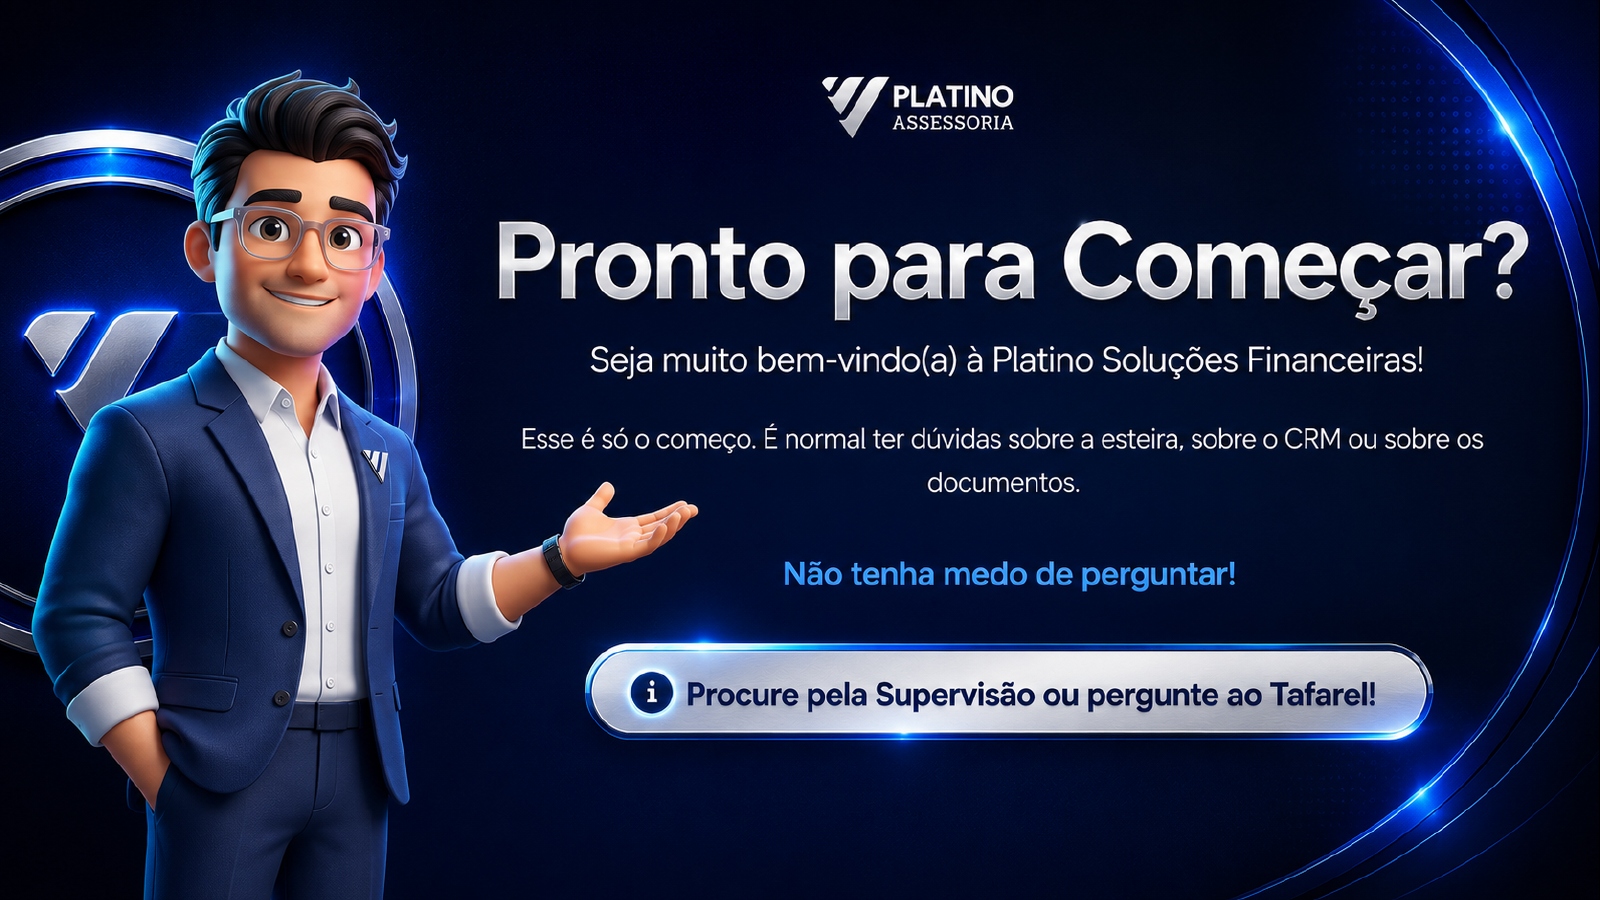 PLATINO
ASSESSORIA
Pronto para Começar?
Seja muito bem-vindo(a) à Platino Soluções Financeiras!
Esse é só o começo. É normal ter dúvidas sobre a esteira, sobre o CRM ou sobre os
documentos.
Não tenha medo de perguntar!
i Procure pela Supervisão ou pergunte ao Tafarel!